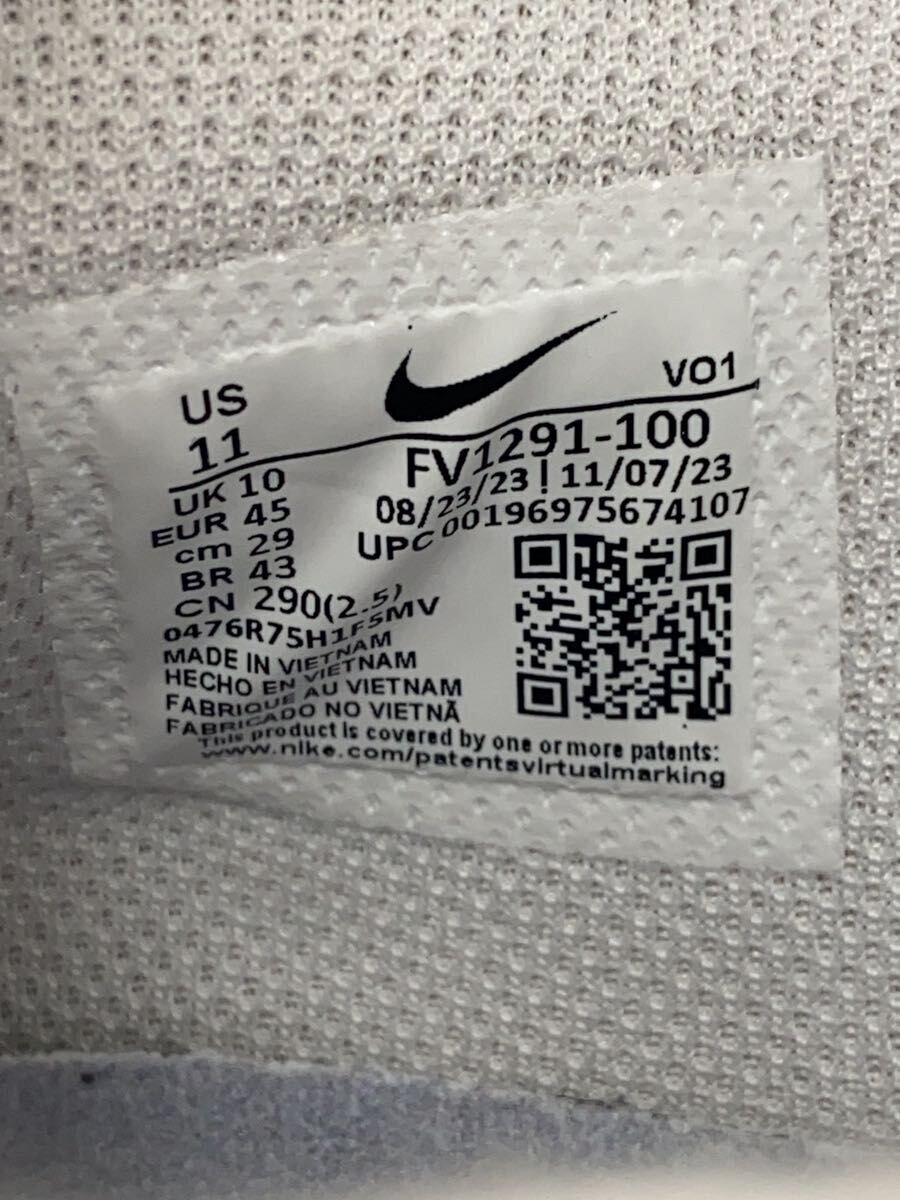 US
11
VO1
UK 10
EUR 45
cm 29
BR 43
CN 290(2.5)
FV1291-100
08/23/23 | 11/07/23
UPC 00196975674107
0476R75H1F5MV
MADE IN VIETNAM
HECHO EN VIETNAM
FABRIQUE AU VIETNAM
FABRICADO NO VIETNÃ
This product is covered by one or more patents:
www.nike.com/patentsvirtualmarking